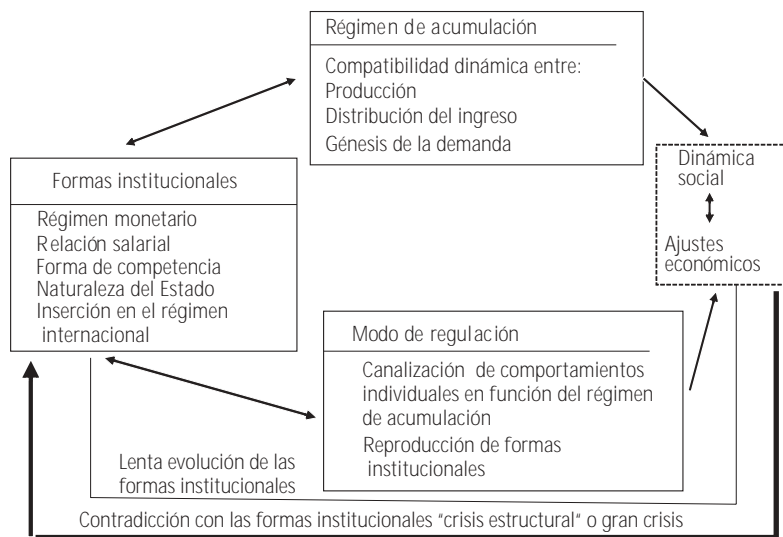 Régimen de acumulación
Compatibilidad dinámica entre:
Producción
Distribución del ingreso
Génesis de la demanda
Formas institucionales
Régimen monetario
Relación salarial
Forma de competencia
Naturaleza del Estado
Inserción en el régimen
internacional
Dinámica
social
Ajustes
económicos
Modo de regulación
Canalización de comportamientos
individuales en función del régimen
de acumulación
Reproducción de formas
institucionales
Lenta evolución de las
formas institucionales
Contradicción con las formas institucionales "crisis estructural" o gran crisis